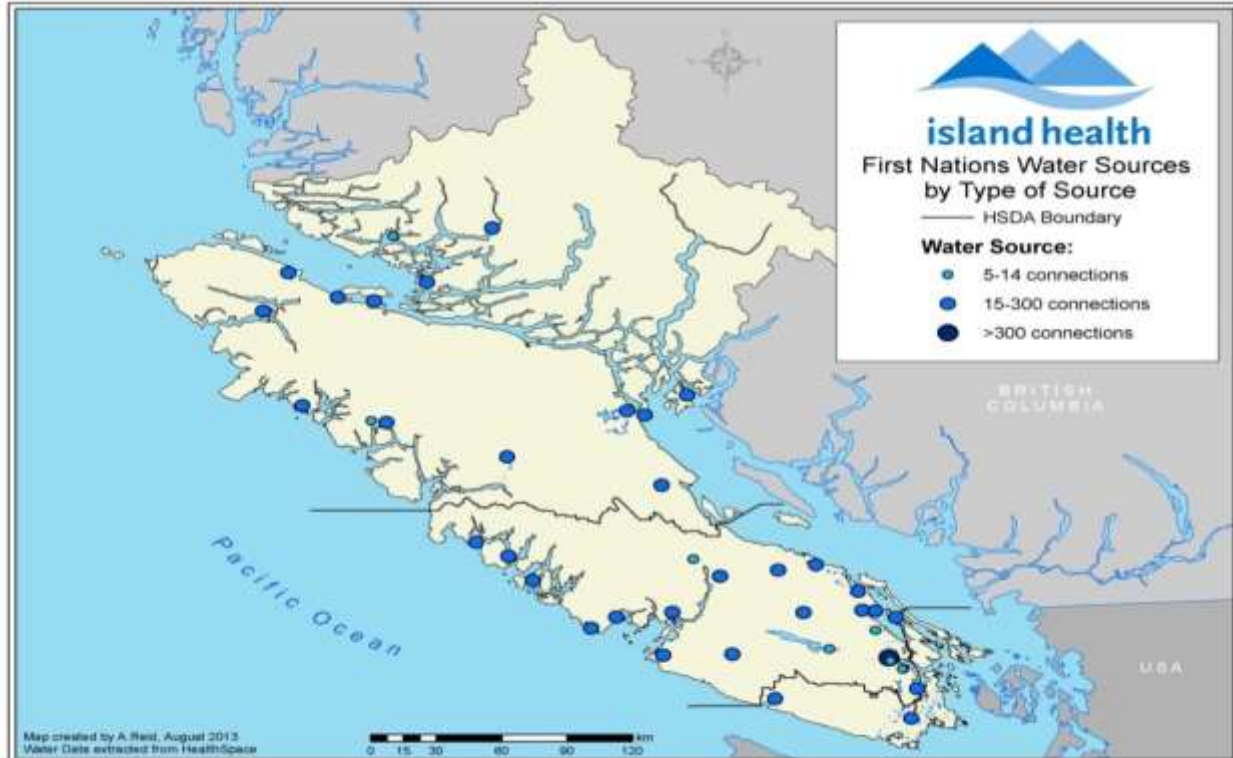 island health
First Nations Water Sources
by Type of Source
HSDA Boundary
Water Source:
5-14 connections
15-300 connections
>300 connections
BRITISH
COLUMBIA
Pacific Ocean
USA
Map created by A.Reid, August 2013
Water Data extracted from HealthSpace
0 15 30 60 90 120 km